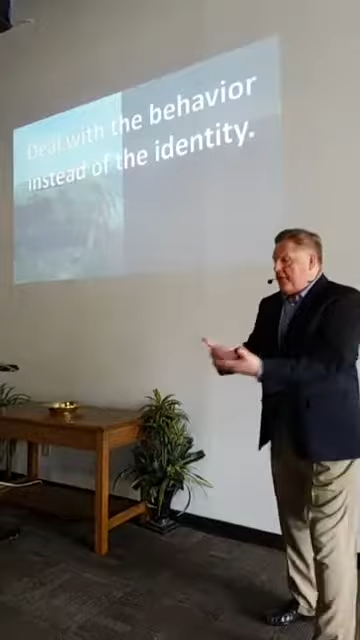 Deal with the behavior
instead of the identity.